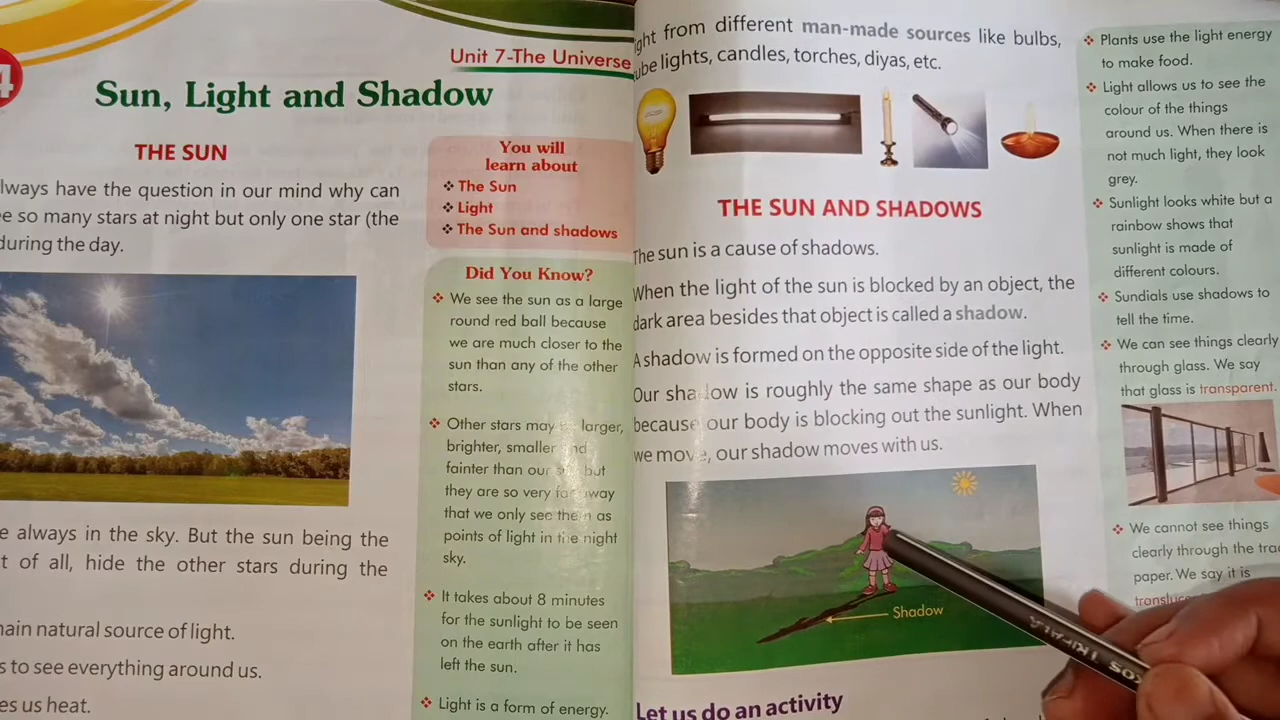 4
Unit 7-The Universe
Sun, Light and Shadow
THE SUN
lways have the question in our mind why can
e so many stars at night but only one star (the
during the day.
e always in the sky. But the sun being the
t of all, hide the other stars during the
nain natural source of light.
s to see everything around us.
es us heat.
You will
learn about
❖ The Sun
❖ Light
❖ The Sun and shadows
Did You Know?
❖ We see the sun as a large
round red ball because
we are much closer to the
sun than any of the other
stars.
❖ Other stars may be larger,
brighter, smaller and
fainter than our sun but
they are so very far away
that we only see them as
points of light in the night
sky.
❖ It takes about 8 minutes
for the sunlight to be seen
on the earth after it has
left the sun.
❖ Light is a form of energy.
ight from different man-made sources like bulbs,
ube lights, candles, torches, diyas, etc.
THE SUN AND SHADOWS
The sun is a cause of shadows.
When the light of the sun is blocked by an object, the
dark area besides that object is called a shadow.
A shadow is formed on the opposite side of the light.
Our shadow is roughly the same shape as our body
because our body is blocking out the sunlight. When
we move, our shadow moves with us.
Shadow
Let us do an activity
❖ Plants use the light energy
to make food.
❖ Light allows us to see the
colour of the things
around us. When there is
not much light, they look
grey.
❖ Sunlight looks white but a
rainbow shows that
sunlight is made of
different colours.
❖ Sundials use shadows to
tell the time.
❖ We can see things clearly
through glass. We say
that glass is transparent.
❖ We cannot see things
clearly through the trac
paper. We say it is
transluc
KOS TRIFALA